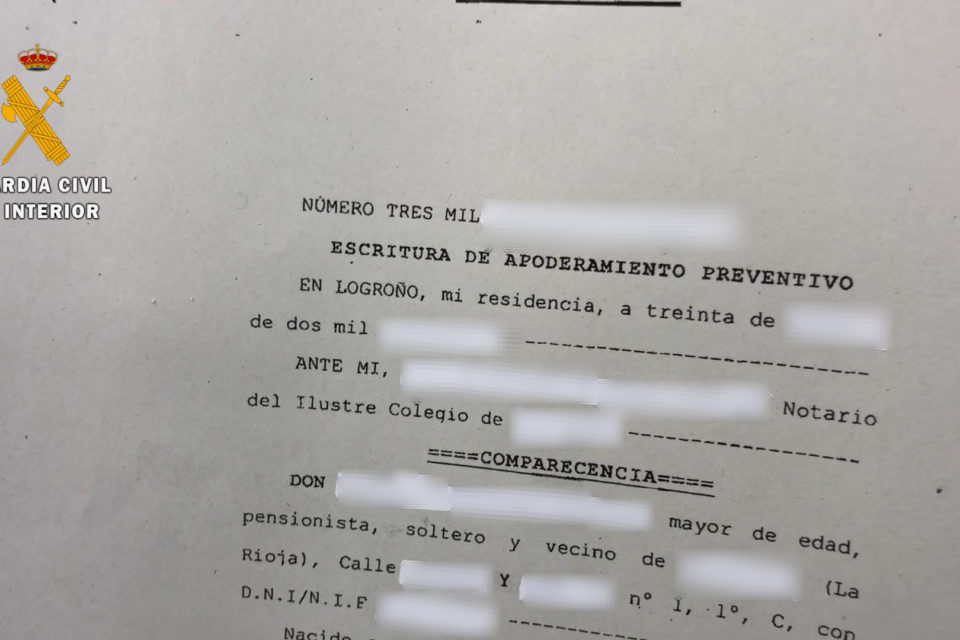 RDIA CIVIL
INTERIOR
NÚMERO TRES MIL
ESCRITURA DE APODERAMIENTO PREVENTIVO
EN LOGROÑO, mi residencia, a treinta de
de dos mil --------------------------------
ANTE MI, Notario
del Ilustre Colegio de ---------------------
====COMPARECENCIA====
DON mayor de edad,
pensionista, soltero y vecino de (La
Rioja), Calle Y nº 1, 1º, C, con
D.N.I/N.I.F --------------------
Nacido